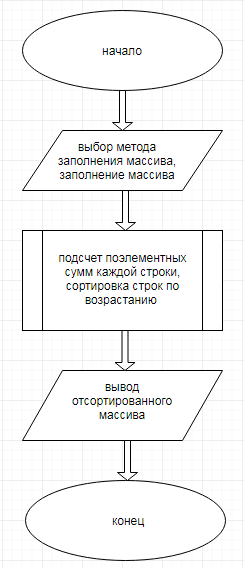 начало
выбор метода
заполнения массива,
заполнение массива
подсчет поэлементных
сумм каждой строки,
сортировка строк по
возрастанию
вывод
отсортированного
массива
конец